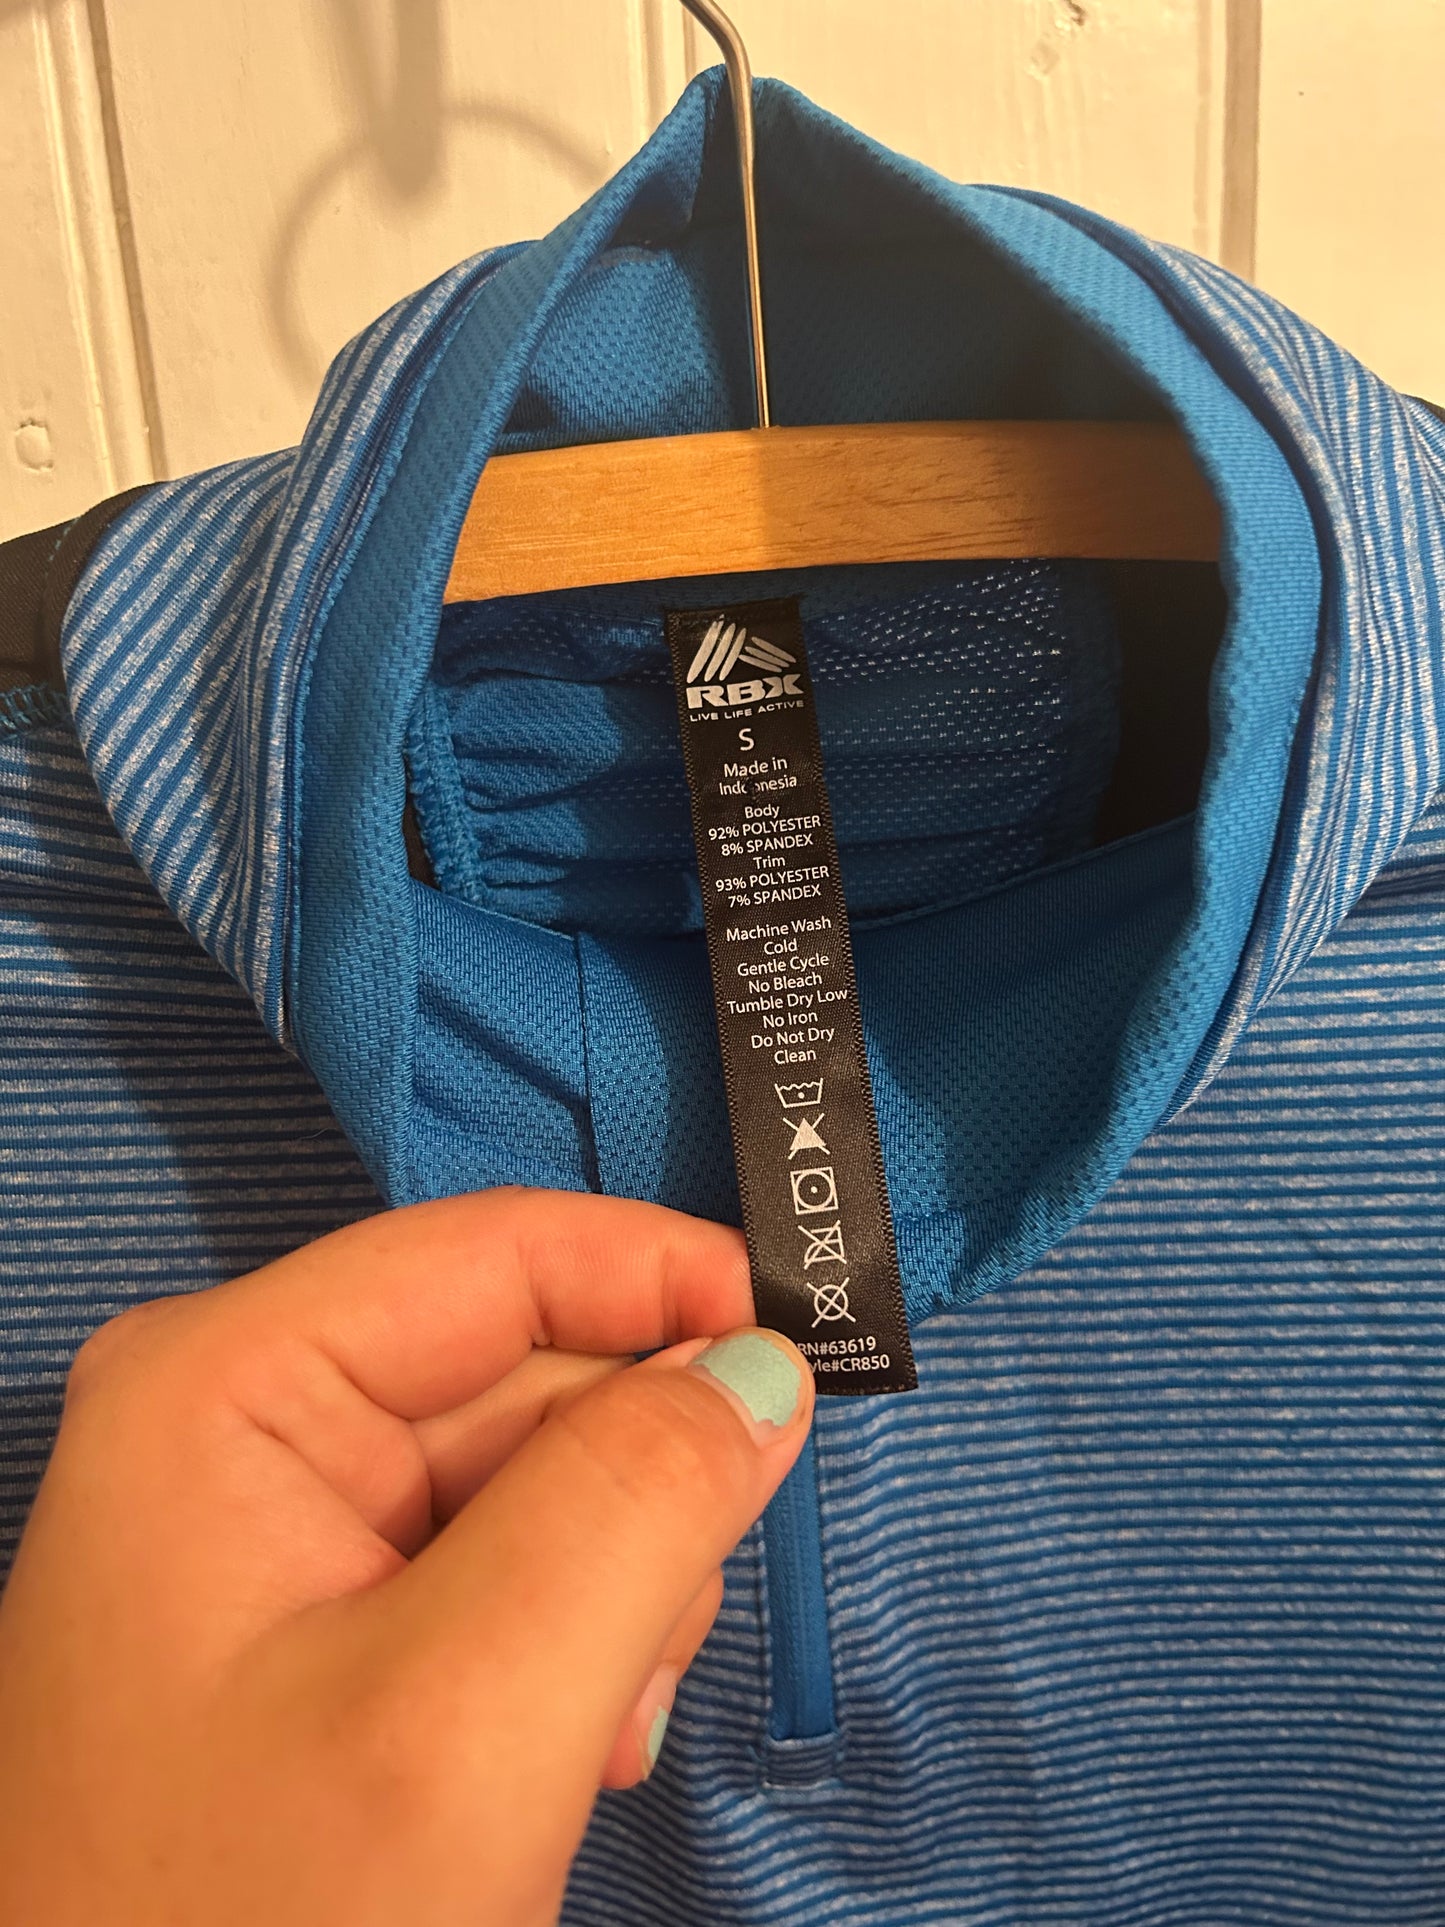 RBX
LIVE LIFE ACTIVE
S
Made in
Indonesia
Body
92% POLYESTER
8% SPANDEX
Trim
93% POLYESTER
7% SPANDEX
Machine Wash
Cold
Gentle Cycle
No Bleach
Tumble Dry Low
No Iron
Do Not Dry
Clean
RN#63619
yle#CR850